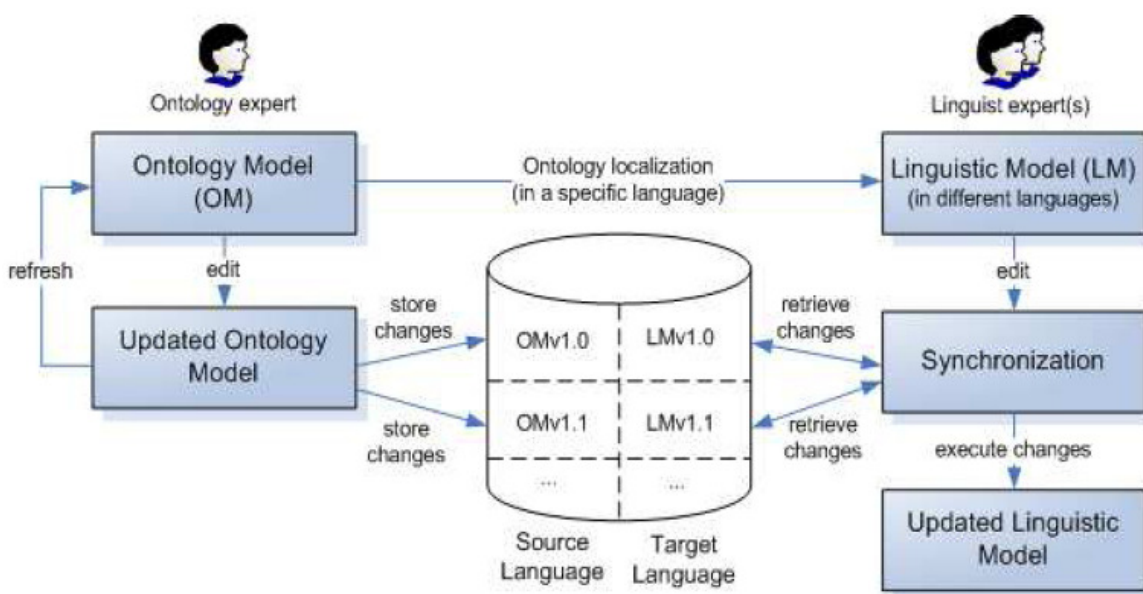 Ontology expert
Linguist expert(s)
Ontology Model
(OM)
Ontology localization
(in a specific language)
Linguistic Model (LM)
(in different languages)
refresh
edit
edit
store
changes
retrieve
changes
Updated Ontology
Model
OMv1.0
LMv1.0
Synchronization
OMv1.1
LMv1.1
store
changes
retrieve
changes
execute changes
...
...
Updated Linguistic
Model
Source
Language
Target
Language